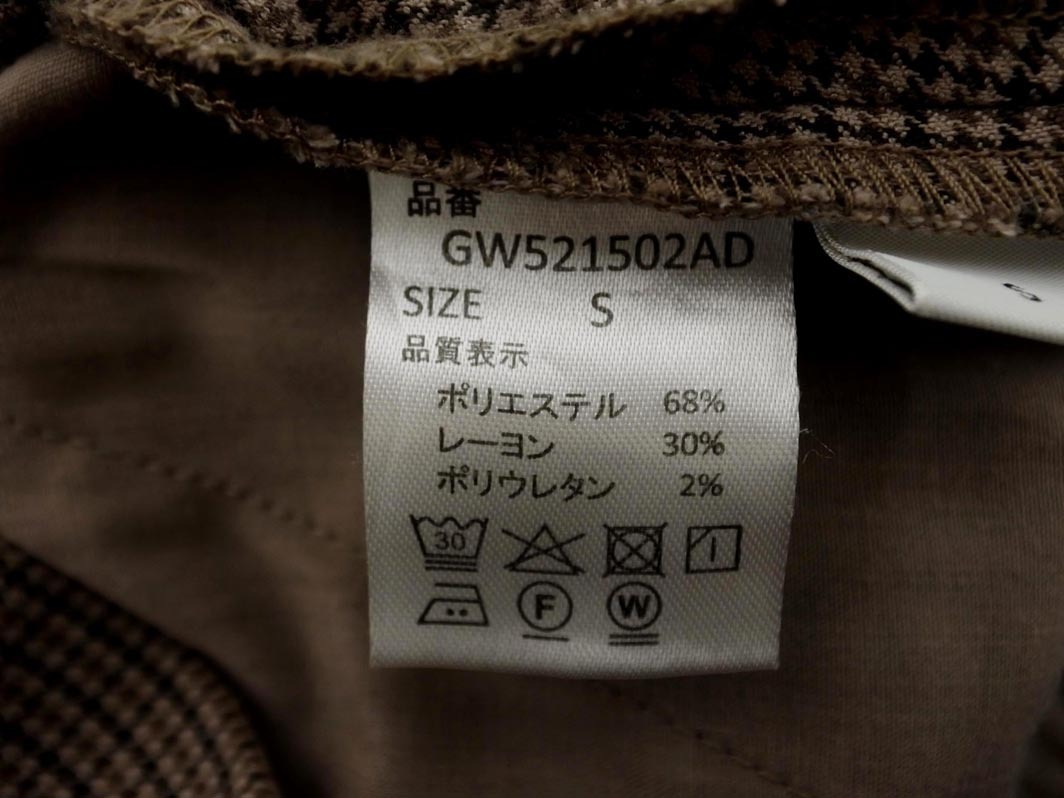 品番
GW521502AD
SIZE S
品質表示
ポリエステル 68%
レーヨン 30%
ポリウレタン 2%
30
F W
S